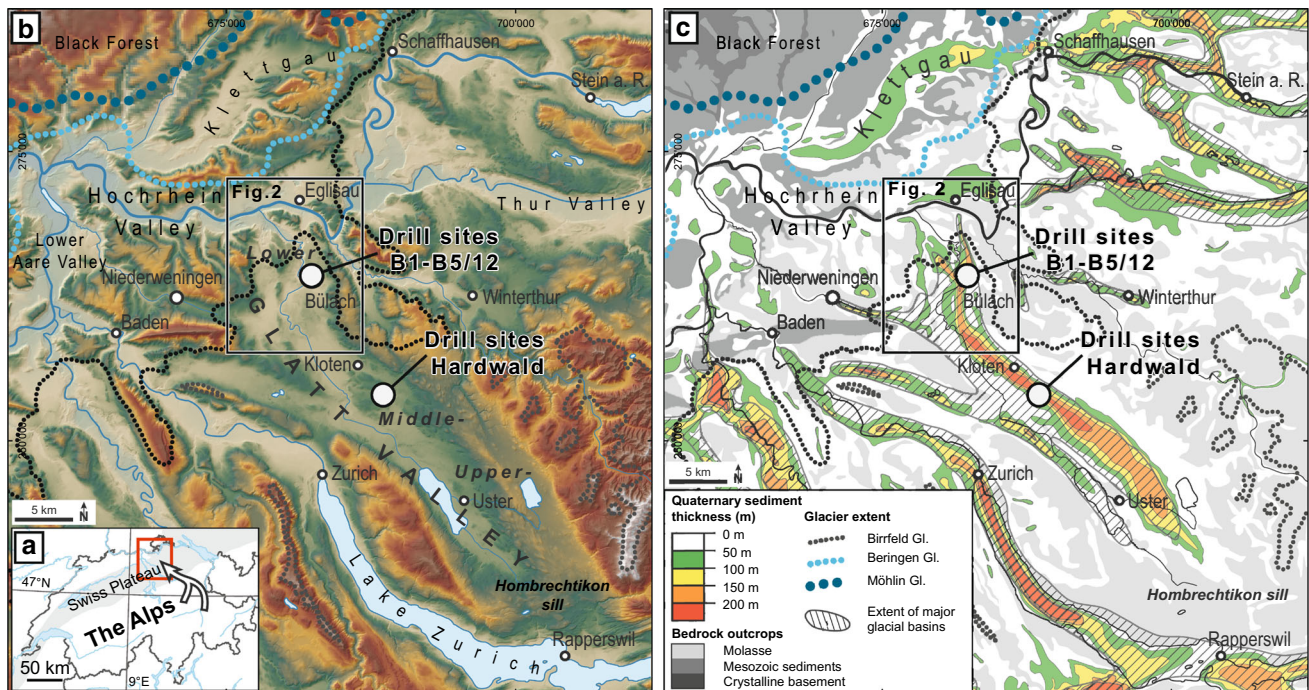 b
675'000
700'000
Black Forest
Klettgau
Schaffhausen
Stein a. R.
275'000
Hochrhein
Valley
Fig.2
Eglisau
Thur Valley
Lower
Aare Valley
Lower
Drill sites
B1-B5/12
Niederweningen
Bülach
Winterthur
Baden
GLATT VALLEY
Drill sites
Hardwald
Kloten
Middle-
Zurich
Upper-
Uster
5 km
N
Lake Zurich
Hombrechtikon
sill
Rapperswil
a
47°N
Swiss Plateau
The Alps
50 km
9°E
c
675'000
700'000
Black Forest
Klettgau
Schaffhausen
Stein a. R.
275'000
Hochrhein
Valley
Fig. 2
Eglisau
Drill sites
B1-B5/12
Niederweningen
Bülach
Winterthur
Baden
Drill sites
Hardwald
Kloten
Zurich
Uster
5 km
N
Hombrechtikon
sill
Rapperswil
Quaternary sediment
thickness (m)
0 m
50 m
100 m
150 m
200 m
Glacier extent
Birrfeld Gl.
Beringen Gl.
Möhlin Gl.
Extent of major
glacial basins
Bedrock outcrops
Molasse
Mesozoic sediments
Crystalline basement